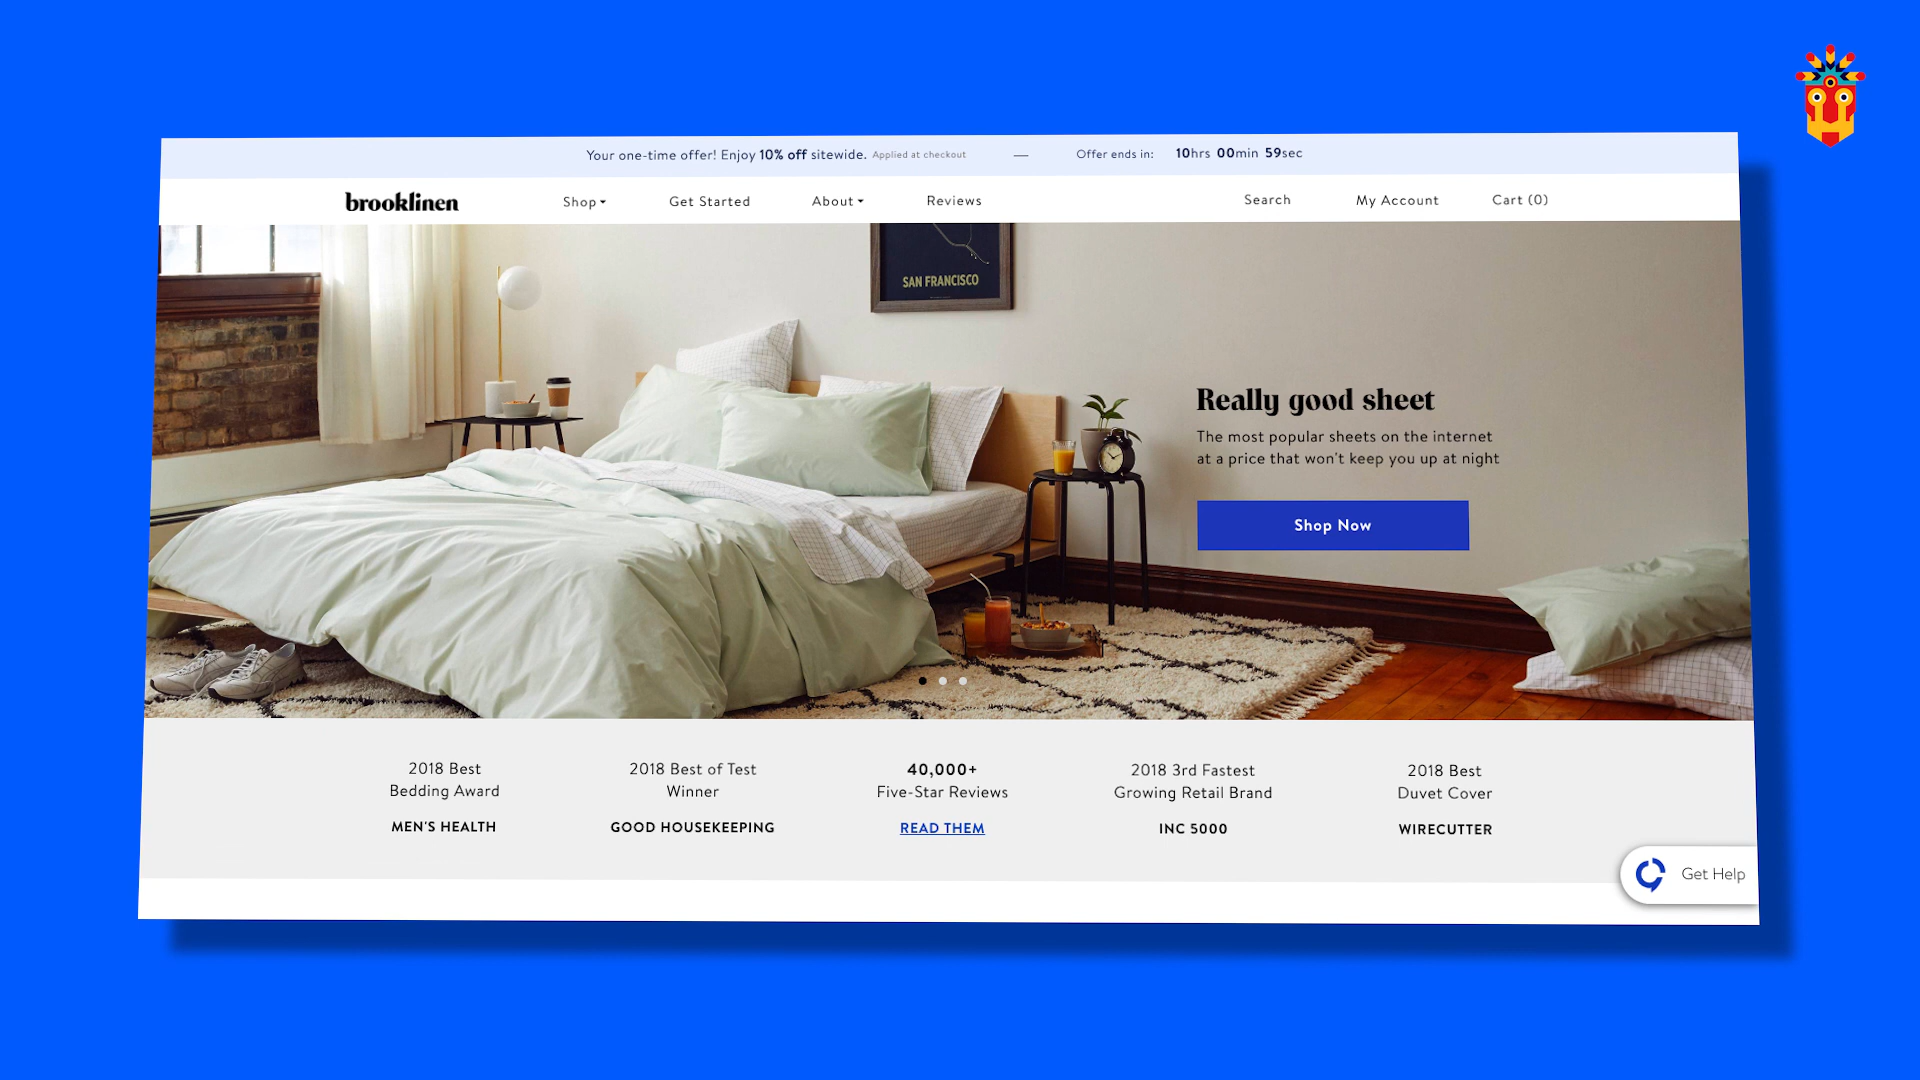 Your one-time offer! Enjoy 10% off sitewide. Applied at checkout — Offer ends in: 10hrs 00min 59sec
brooklinen Shop Get Started About Reviews Search My Account Cart (0)
SAN FRANCISCO
Really good sheet
The most popular sheets on the internet
at a price that won't keep you up at night
Shop Now
2018 Best
Bedding Award
MEN'S HEALTH
2018 Best of Test
Winner
GOOD HOUSEKEEPING
40,000+
Five-Star Reviews
READ THEM
2018 3rd Fastest
Growing Retail Brand
INC 5000
2018 Best
Duvet Cover
WIRECUTTER
Get Help